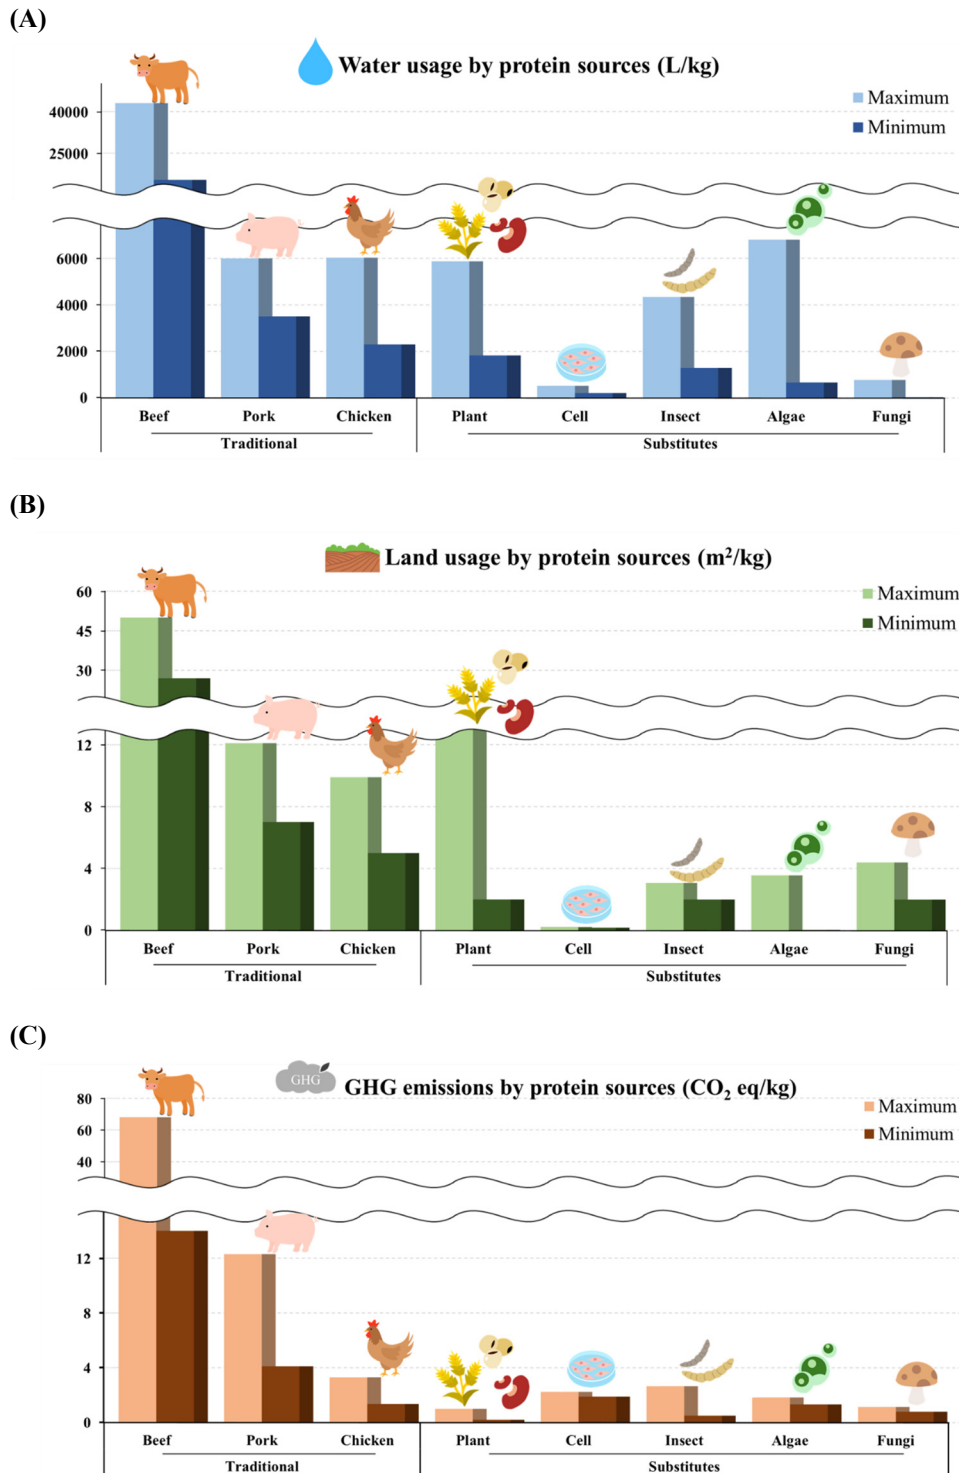 (A)
Water usage by protein sources (L/kg)
Maximum
Minimum
40000
25000
6000
4000
2000
0
Beef Pork Chicken Plant Cell Insect Algae Fungi
Traditional Substitutes
(B)
Land usage by protein sources (m²/kg)
Maximum
Minimum
60
45
30
12
8
4
0
Beef Pork Chicken Plant Cell Insect Algae Fungi
Traditional Substitutes
(C)
GHG
GHG emissions by protein sources (CO₂ eq/kg)
Maximum
Minimum
80
60
40
12
8
4
0
Beef Pork Chicken Plant Cell Insect Algae Fungi
Traditional Substitutes